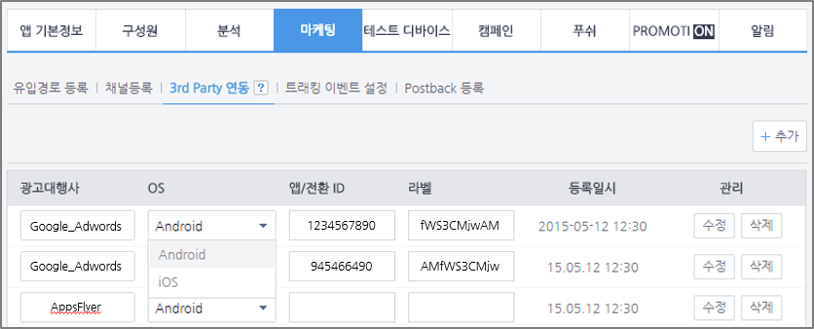 앱 기본정보 구성원 분석 마케팅 테스트 디바이스 캠페인 푸쉬 PROMOTI ON 알림
유입경로 등록 | 채널등록 | 3rd Party 연동 ? | 트래킹 이벤트 설정 | Postback 등록
+ 추가
광고대행사 OS 앱/전환 ID 라벨 등록일시 관리
Google_Adwords Android 1234567890 fWS3CMjwAM 2015-05-12 12:30 수정 삭제
Android
Google_Adwords 945466490 AMfWS3CMjw 15.05.12 12:30 수정 삭제
iOS
AppsFlyer Android 15.05.12 12:30 수정 삭제